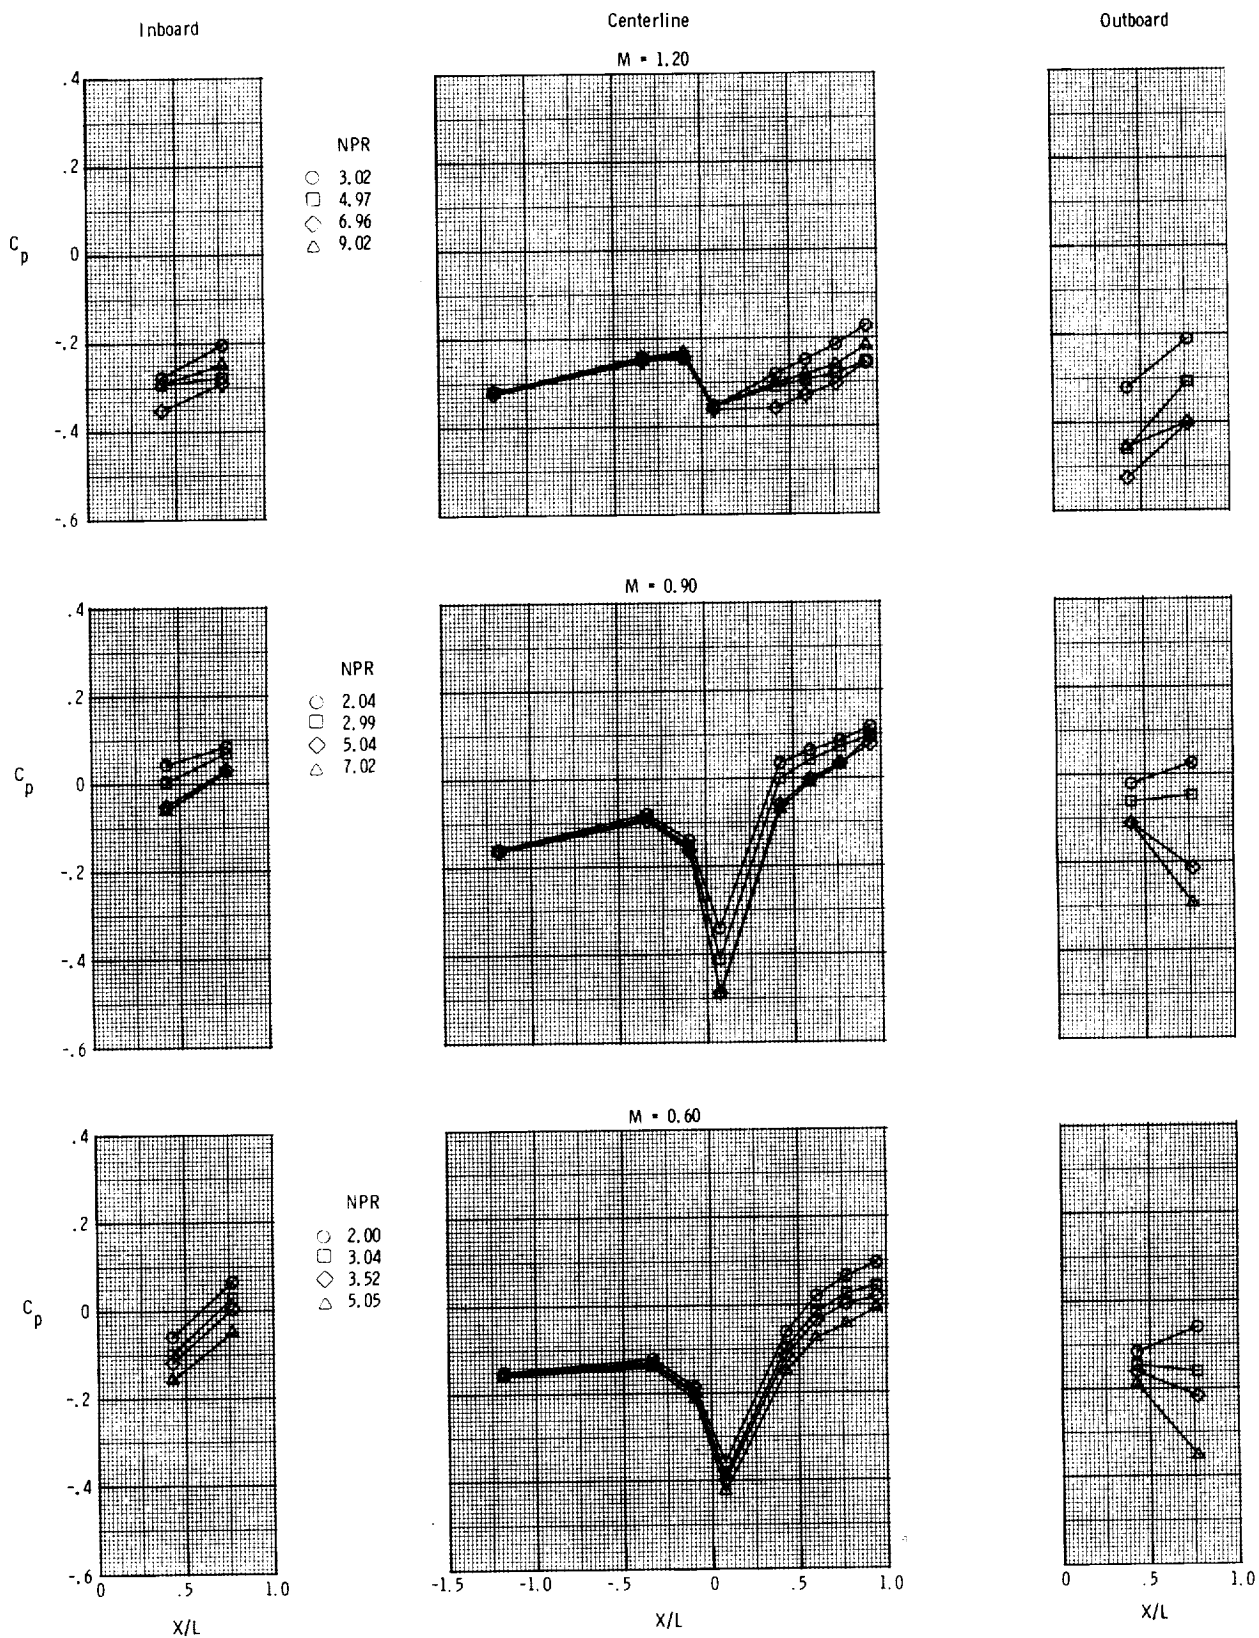 Inboard
Centerline
Outboard
M = 1.20
.4
.2
0
-.2
-.4
-.6
C_p
NPR
3.02
4.97
6.96
9.02
M = 0.90
.4
.2
0
-.2
-.4
-.6
C_p
NPR
2.04
2.99
5.04
7.02
M = 0.60
.4
.2
0
-.2
-.4
-.6
C_p
NPR
2.00
3.04
3.52
5.05
0 .5 1.0
X/L
-1.5 -1.0 -.5 0 .5 1.0
X/L
0 .5 1.0
X/L